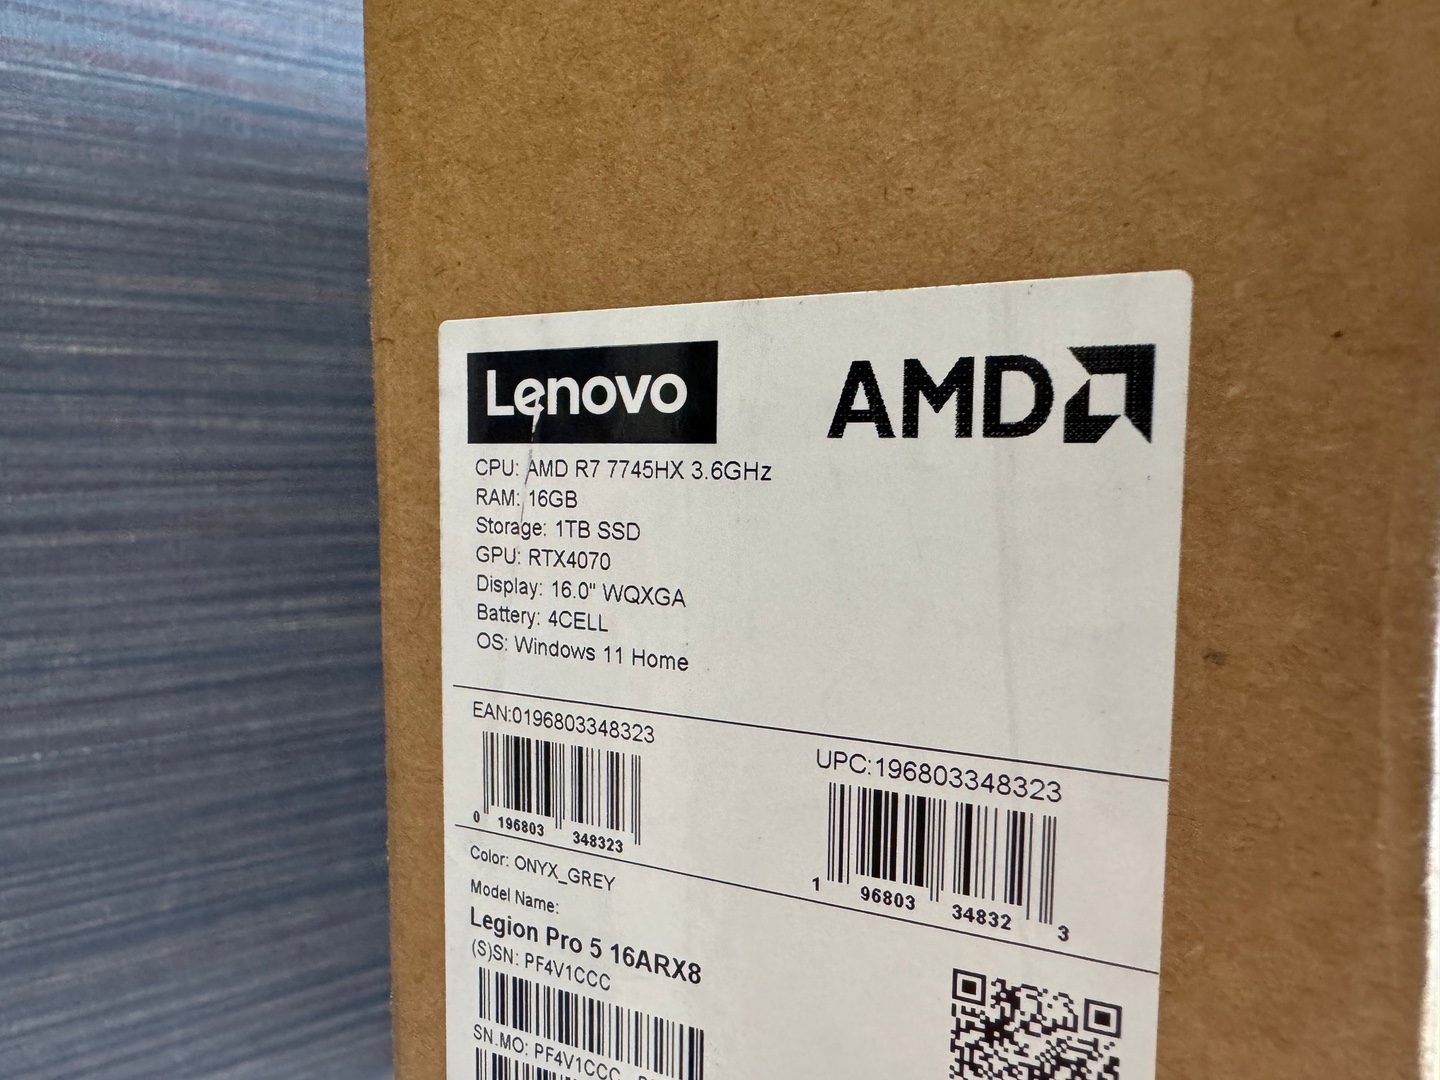 Lenovo
AMD
CPU: AMD R7 7745HX 3.6GHz
RAM: 16GB
Storage: 1TB SSD
GPU: RTX4070
Display: 16.0" WQXGA
Battery: 4CELL
OS: Windows 11 Home
EAN:0196803348323
0 196803 348323
UPC:196803348323
1 96803 34832 3
Color: ONYX_GREY
Model Name:
Legion Pro 5 16ARX8
(S)SN: PF4V1CCC
SN.MO: PF4V1CCC